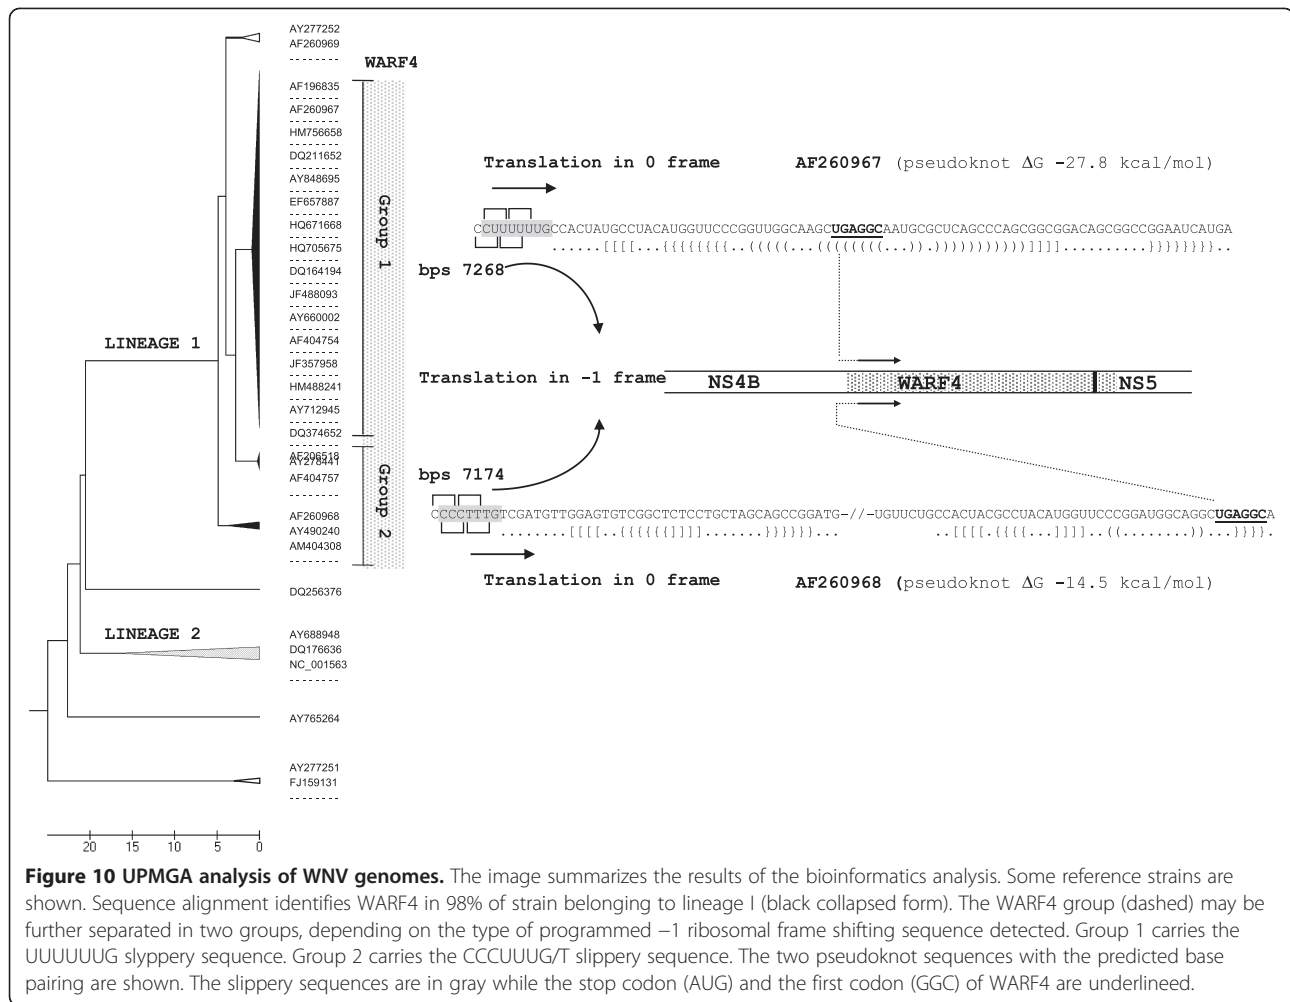 AY277252
AF260969
WARF4
AF196835
AF260967
HM756658
DQ211652
AY848695
EF657887
HQ671668
HQ705675
DQ164194
JF488093
AY660002
AF404754
JF357958
HM488241
AY712945
DQ374652
AF206518
AY278441
AF404757
AF260968
AY490240
AM404308
DQ256376
AY688948
DQ176636
NC_001563
AY765264
AY277251
FJ159131
LINEAGE 1
LINEAGE 2
Group 1
Group 2
20 15 10 5 0
Translation in 0 frame AF260967 (pseudoknot ΔG -27.8 kcal/mol)
CCUUUUUUGCCACUAUGCCUACAUGGUUCCCGGUUGGCAAGCUGAGGCAAUGCGCUCAGCCCAGCGGCGGACAGCGGCCGGAAUCAUGA
......[[[[...{{{{{{{{..(((((...((((((((...)).))))))))))))]]]].........}}}}}}}}..
bps 7268
Translation in -1 frame
NS4B WARF4 NS5
bps 7174
CCCCTTTGTCGATGTTGGAGTGTCGGCTCTCCTGCTAGCAGCCGGATG-//-UGUUCUGCCACUACGCCUACAUGGUUCCCGGAUGGCAGGCUGAGGCA
........[[[[..{{{{{{]]]].......}}}}}}... ..[[[[.{{{{...]]]]..((........))...}}}}.
Translation in 0 frame AF260968 (pseudoknot ΔG -14.5 kcal/mol)
Figure 10 UPMGA analysis of WNV genomes. The image summarizes the results of the bioinformatics analysis. Some reference strains are
shown. Sequence alignment identifies WARF4 in 98% of strain belonging to lineage I (black collapsed form). The WARF4 group (dashed) may be
further separated in two groups, depending on the type of programmed −1 ribosomal frame shifting sequence detected. Group 1 carries the
UUUUUUG slyppery sequence. Group 2 carries the CCCUUUG/T slippery sequence. The two pseudoknot sequences with the predicted base
pairing are shown. The slippery sequences are in gray while the stop codon (AUG) and the first codon (GGC) of WARF4 are underlineed.